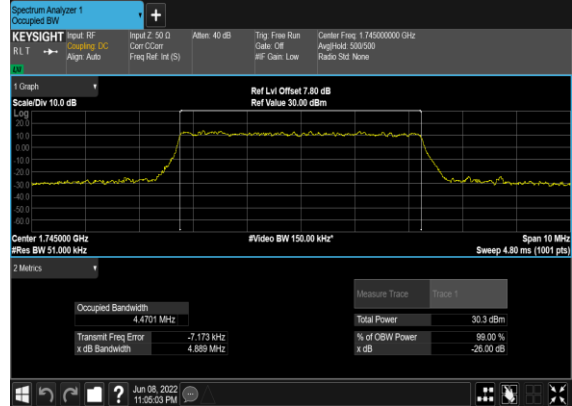 Spectrum Analyzer 1
Occupied BW
KEYSIGHT Input: RF Input Z: 50 Ω Atten: 40 dB Trig: Free Run Center Freq: 1.745000000 GHz
RLT Coupling: DC Corr CCorr Gate: Off Avg|Hold: 500/500
Align: Auto Freq Ref: Int (S) #IF Gain: Low Radio Std: None
1 Graph
Ref Lvl Offset 7.80 dB
Scale/Div 10.0 dB Ref Value 30.00 dBm
Log
20.0
10.0
0.00
-10.0
-20.0
-30.0
-40.0
-50.0
-60.0
Center 1.745000 GHz #Video BW 150.00 kHz* Span 10 MHz
#Res BW 51.000 kHz Sweep 4.80 ms (1001 pts)
2 Metrics
Measure Trace Trace 1
Occupied Bandwidth
4.4701 MHz Total Power 30.3 dBm
Transmit Freq Error -7.173 kHz % of OBW Power 99.00 %
x dB Bandwidth 4.889 MHz x dB -26.00 dB
? Jun 08, 2022
11:05:03 PM